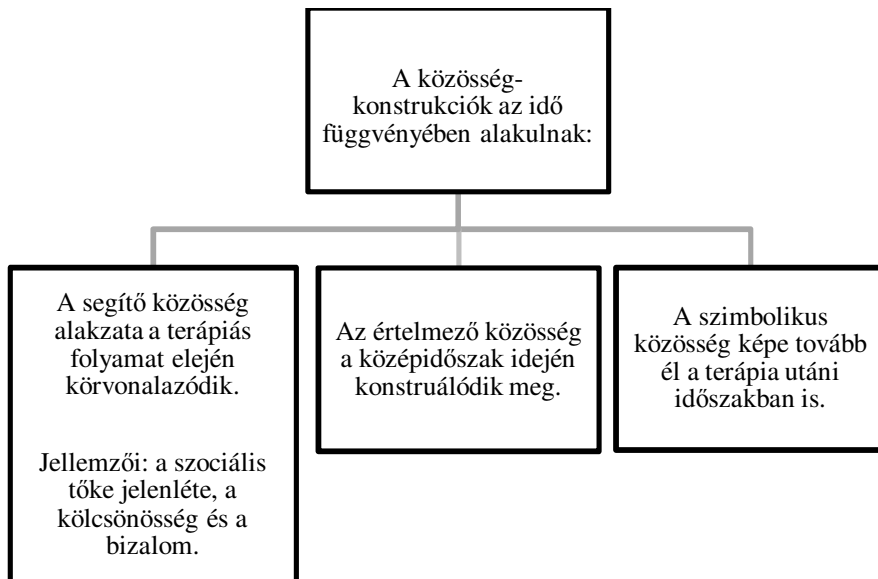 A közösség-
konstrukciók az idő
függvényében alakulnak:
A segítő közösség
alakzata a terápiás
folyamat elején
körvonalazódik.
Jellemzői: a szociális
tőke jelenléte, a
kölcsönösség és a
bizalom.
Az értelmező közösség
a középidőszak idején
konstruálódik meg.
A szimbolikus
közösség képe tovább
él a terápia utáni
időszakban is.